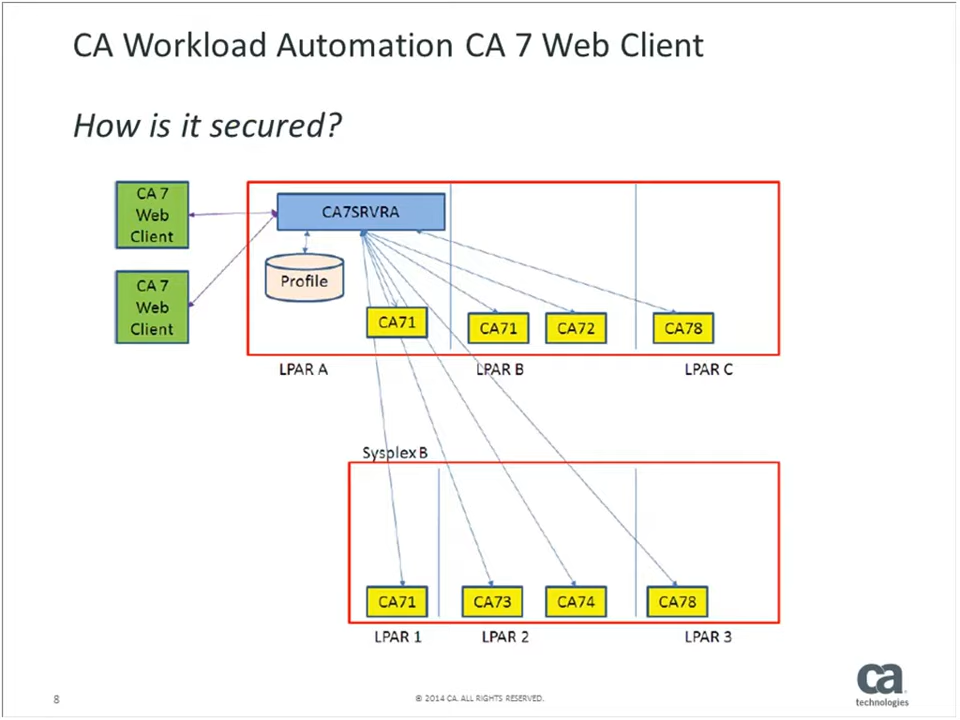 CA Workload Automation CA 7 Web Client
How is it secured?
CA 7
Web
Client
CA7SRVRA
Profile
CA 7
Web
Client
CA71
CA71
CA72
CA78
LPAR A
LPAR B
LPAR C
Sysplex B
CA71
CA73
CA74
CA78
LPAR 1
LPAR 2
LPAR 3
8
© 2014 CA. ALL RIGHTS RESERVED.
ca
technologies